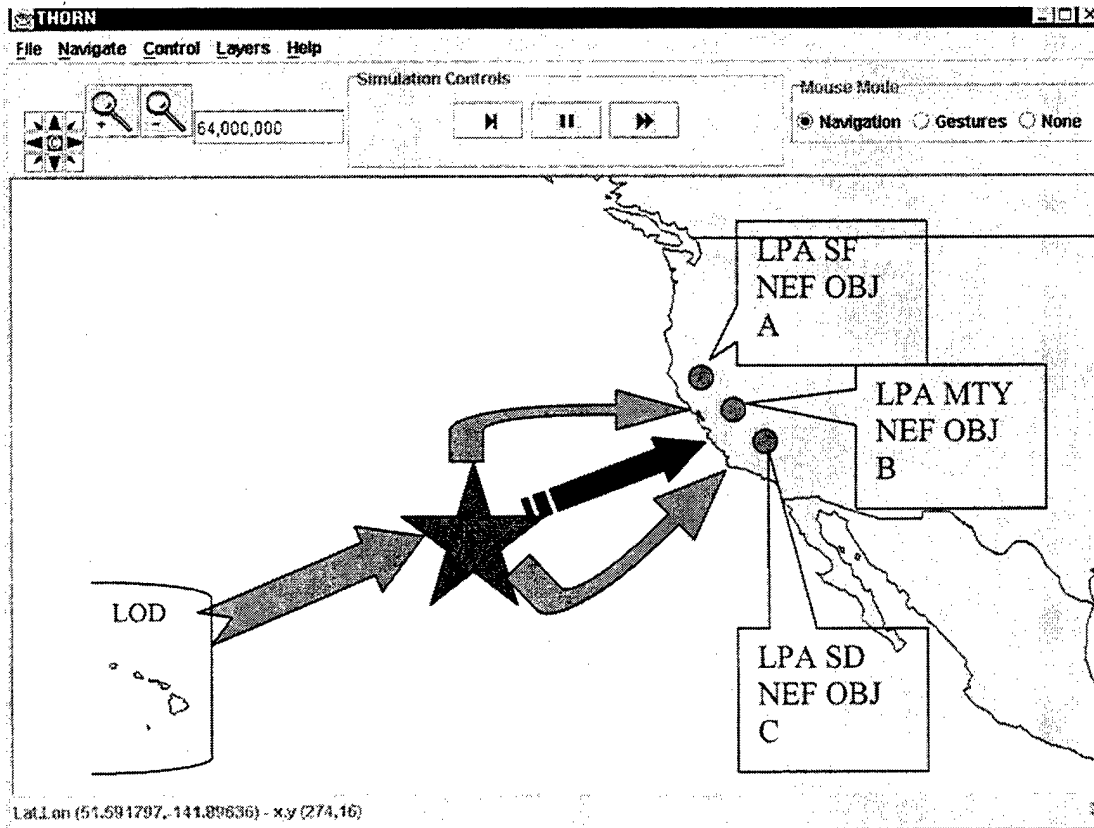 THORN
File Navigate Control Layers Help
Simulation Controls
Mouse Mode
64,000,000
Navigation Gestures None
LPA SF
NEF OBJ
A
LPA MTY
NEF OBJ
B
LOD
LPA SD
NEF OBJ
C
Lat.Lon (51.591797,-141.89636) - x,y (274,16)